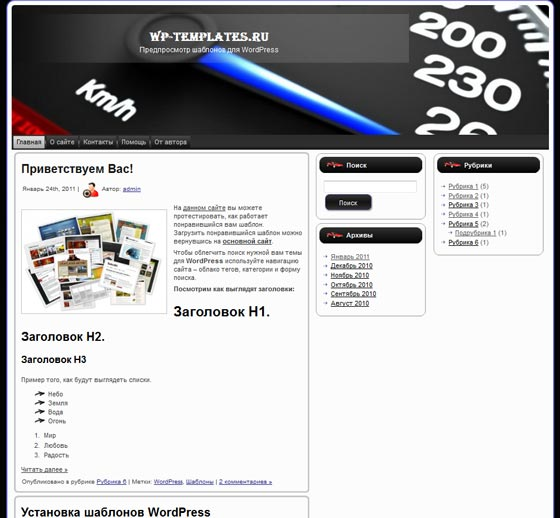 WP-TEMPLATES.RU
Предпросмотр шаблонов для WordPress
Km/h
200
230
260
Главная
О сайте
Контакты
Помощь
От автора
Приветствуем Вас!
Январь 24th, 2011 | Автор: admin
На данном сайте вы можете
протестировать, как работает
понравившийся вам шаблон.
Загрузить понравившийся шаблон можно
вернувшись на основной сайт.
Чтобы облегчить поиск нужной вам темы
для WordPress используйте навигацию
сайта – облако тегов, категории и форму
поиска.
Посмотрим как выглядят заголовки:
Заголовок H1.
Заголовок H2.
Заголовок H3
Пример того, как будут выглядеть списки.
Небо
Земля
Вода
Огонь
1. Мир
2. Любовь
3. Радость
Читать далее »
Опубликовано в рубрике Рубрика 6 | Метки: WordPress, Шаблоны | 2 комментариев »
Установка шаблонов WordPress
Поиск
Поиск
Архивы
Январь 2011
Декабрь 2010
Ноябрь 2010
Октябрь 2010
Сентябрь 2010
Август 2010
Рубрики
Рубрика 1 (5)
Рубрика 2 (1)
Рубрика 3 (1)
Рубрика 4 (1)
Рубрика 5 (2)
Подрубрика 1 (1)
Рубрика 6 (1)